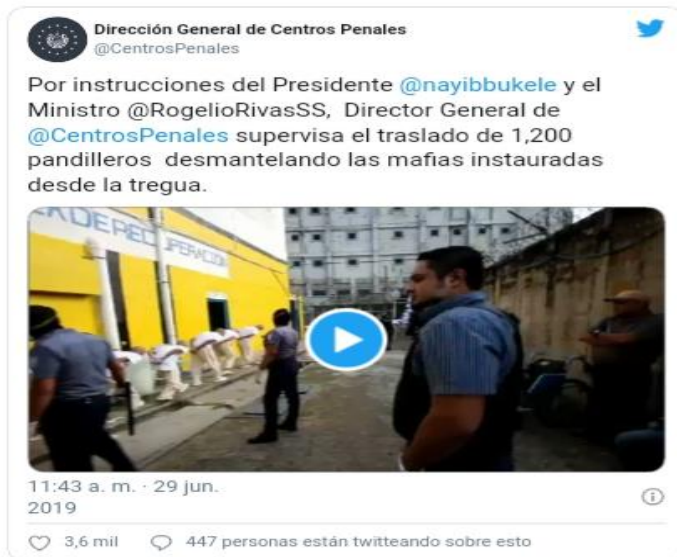 Dirección General de Centros Penales
@CentrosPenales
Por instrucciones del Presidente @nayibbukele y el
Ministro @RogelioRivasSS, Director General de
@CentrosPenales supervisa el traslado de 1,200
pandilleros desmantelando las mafias instauradas
desde la tregua.
DE RECUPERACION
11:43 a. m. · 29 jun.
2019
3,6 mil
447 personas están twitteando sobre esto